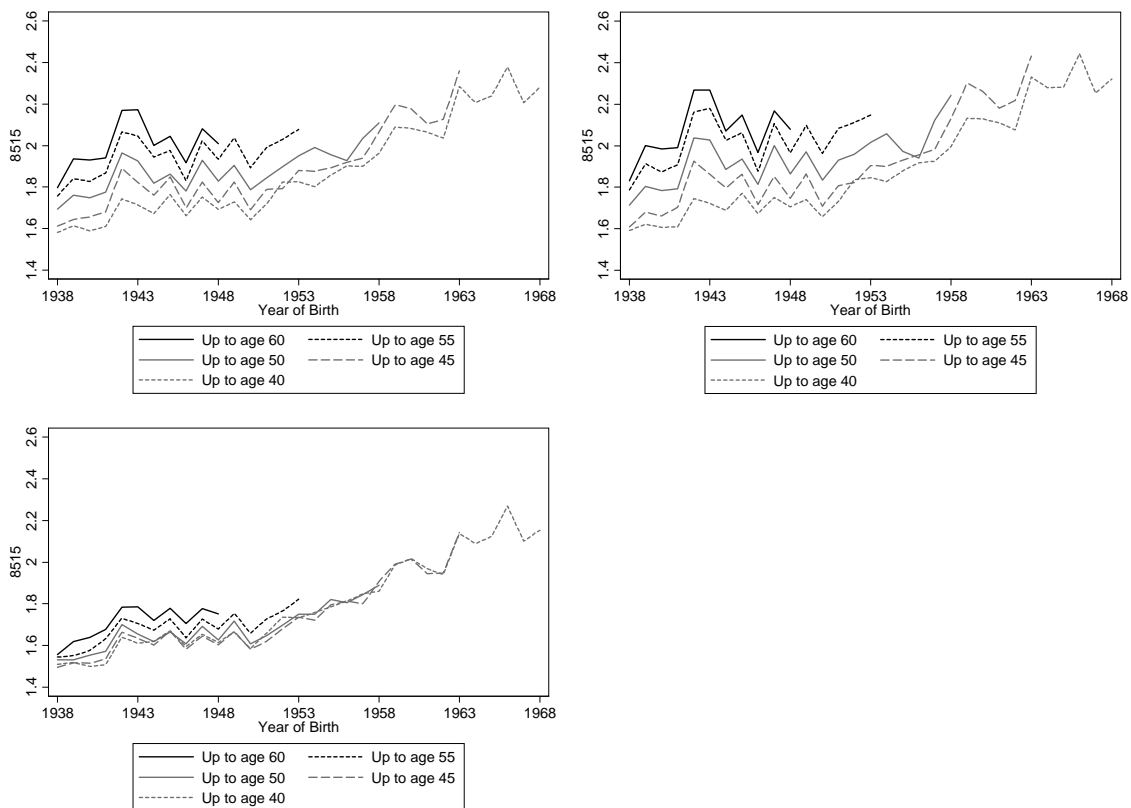 2.6
2.4
2.2
2
1.8
1.6
1.4
8515
1938 1943 1948 1953 1958 1963 1968
Year of Birth
Up to age 60 Up to age 55
Up to age 50 Up to age 45
Up to age 40
2.6
2.4
2.2
2
1.8
1.6
1.4
8515
1938 1943 1948 1953 1958 1963 1968
Year of Birth
Up to age 60 Up to age 55
Up to age 50 Up to age 45
Up to age 40
2.6
2.4
2.2
2
1.8
1.6
1.4
8515
1938 1943 1948 1953 1958 1963 1968
Year of Birth
Up to age 60 Up to age 55
Up to age 50 Up to age 45
Up to age 40